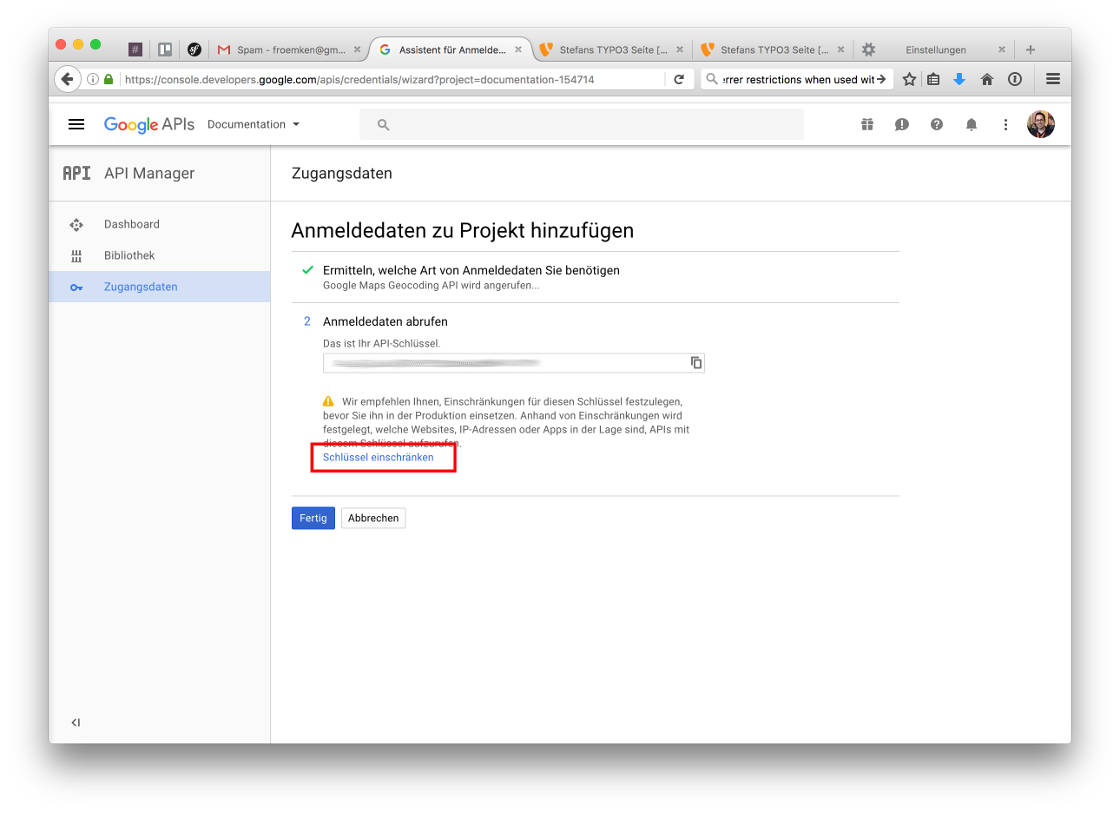 Spam - froemken@gm...
Assistent für Anmelde...
Stefans TYPO3 Seite [...
Stefans TYPO3 Seite [...
Einstellungen
https://console.developers.google.com/apis/credentials/wizard?project=documentation-154714
restrictions when used wit
Google APIs
Documentation
API
API Manager
Zugangsdaten
Dashboard
Bibliothek
Zugangsdaten
Anmeldedaten zu Projekt hinzufügen
Ermitteln, welche Art von Anmeldedaten Sie benötigen
Google Maps Geocoding API wird angerufen...
2 Anmeldedaten abrufen
Das ist Ihr API-Schlüssel.
Wir empfehlen Ihnen, Einschränkungen für diesen Schlüssel festzulegen,
bevor Sie ihn in der Produktion einsetzen. Anhand von Einschränkungen wird
festgelegt, welche Websites, IP-Adressen oder Apps in der Lage sind, APIs mit
diesem Schlüssel aufzurufen.
Schlüssel einschränken
Fertig
Abbrechen